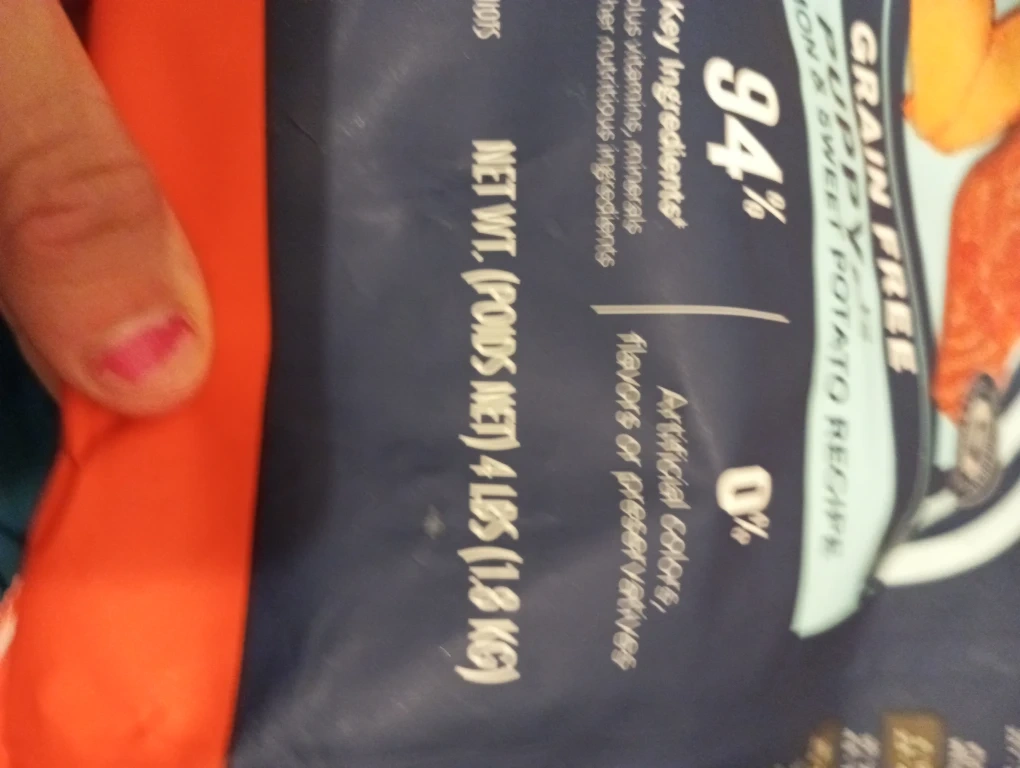 GRAIN FREE
PUPPY
ON & SWEET POTATO RECIPE
94%
Key Ingredients*
plus vitamins, minerals
her nutritious ingredients
0%
Artificial colors,
flavors or preservatives
NET WT. (POIDS NET) 4 LBS (1.8 KG)